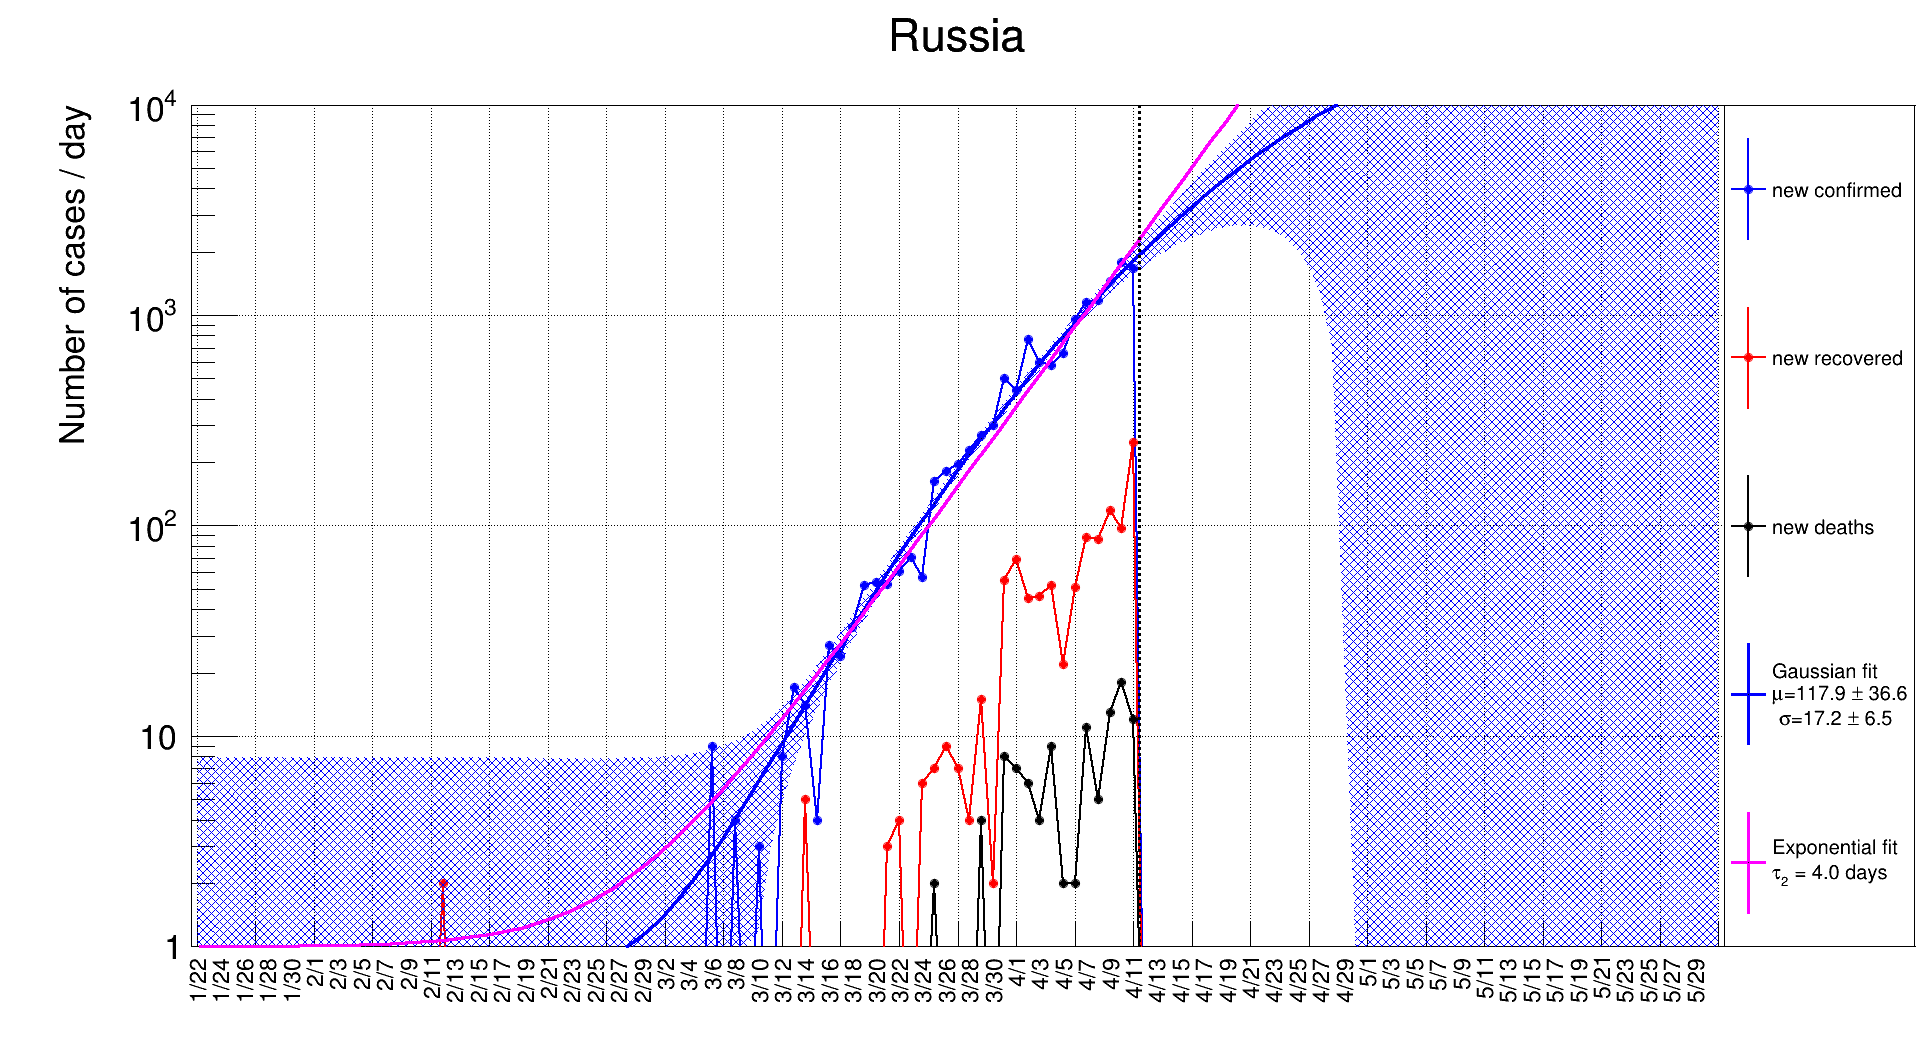 Russia
Number of cases / day
10⁴
10³
10²
10
1
1/22 1/24 1/26 1/28 1/30 2/1 2/3 2/5 2/7 2/9 2/11 2/13 2/15 2/17 2/19 2/21 2/23 2/25 2/27 2/29 3/2 3/4 3/6 3/8 3/10 3/12 3/14 3/16 3/18 3/20 3/22 3/24 3/26 3/28 3/30 4/1 4/3 4/5 4/7 4/9 4/11 4/13 4/15 4/17 4/19 4/21 4/23 4/25 4/27 4/29 5/1 5/3 5/5 5/7 5/9 5/11 5/13 5/15 5/17 5/19 5/21 5/23 5/25 5/27 5/29
new confirmed
new recovered
new deaths
Gaussian fit
μ=117.9 ± 36.6
σ=17.2 ± 6.5
Exponential fit
τ₂ = 4.0 days